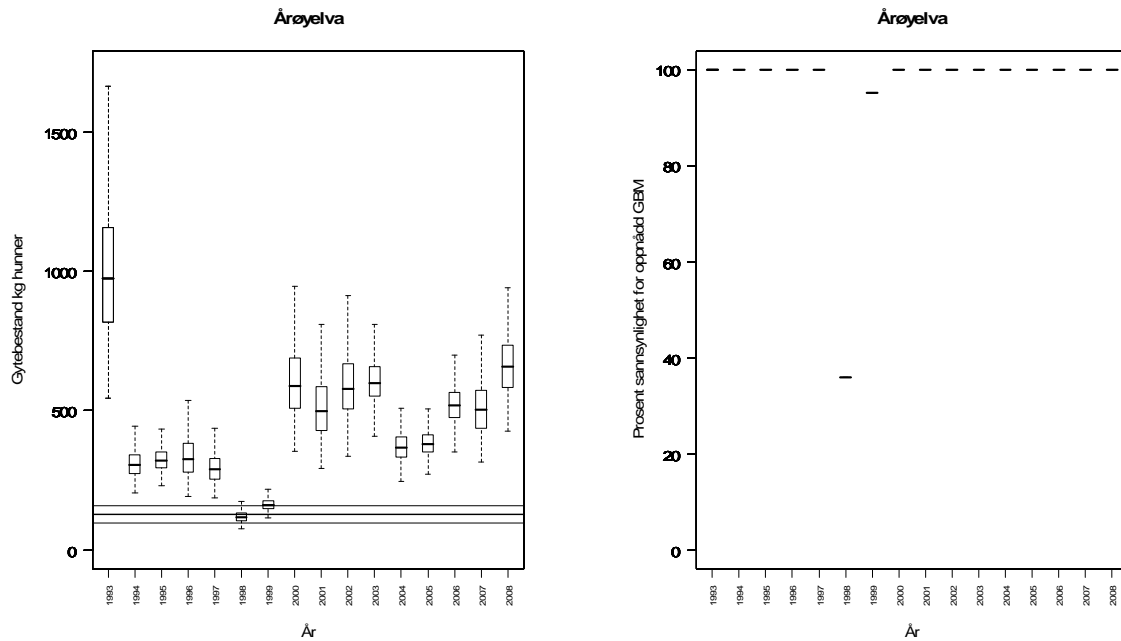 Årøyelva
Gytebestand kg hunner
1500
1000
500
0
1993 1994 1995 1996 1997 1998 1999 2000 2001 2002 2003 2004 2005 2006 2007 2008
År
Årøyelva
Prosent sannsynlighet for oppnådd GBM
100
80
60
40
20
0
1993 1994 1995 1996 1997 1998 1999 2000 2001 2002 2003 2004 2005 2006 2007 2008
År